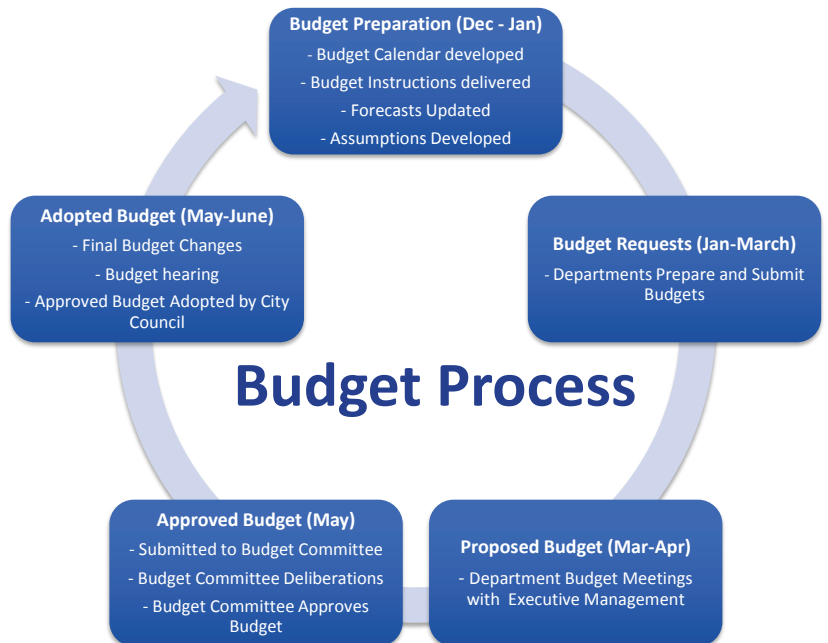 Budget Preparation (Dec - Jan)
- Budget Calendar developed
- Budget Instructions delivered
- Forecasts Updated
- Assumptions Developed
Budget Requests (Jan-March)
- Departments Prepare and Submit
Budgets
Proposed Budget (Mar-Apr)
- Department Budget Meetings
with Executive Management
Approved Budget (May)
- Submitted to Budget Committee
- Budget Committee Deliberations
- Budget Committee Approves
Budget
Adopted Budget (May-June)
- Final Budget Changes
- Budget hearing
- Approved Budget Adopted by City
Council
Budget Process